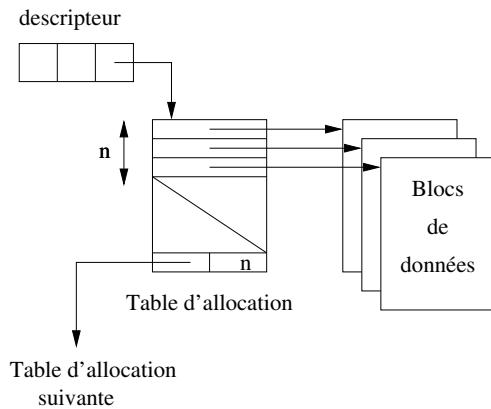 descripteur
n
Blocs
de
données
n
Table d'allocation
Table d'allocation
suivante